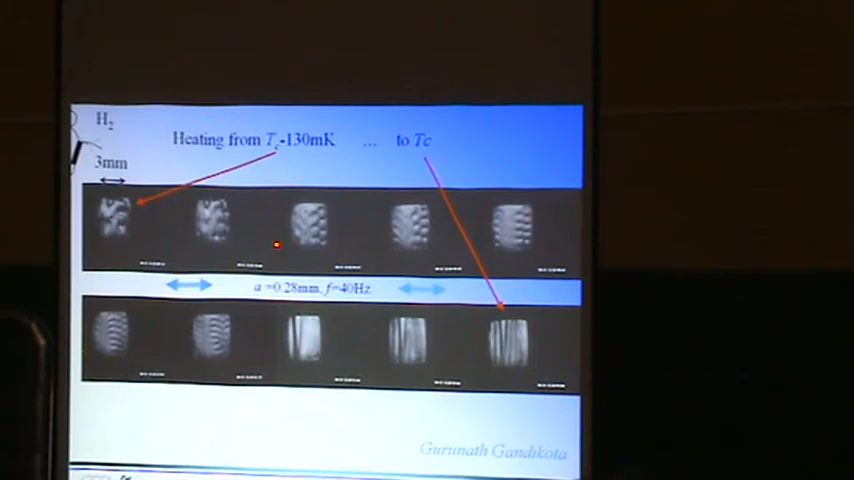 H₂
Heating from Tc-130mK ... to Tc
3mm
a =0.28mm, f=40Hz
Gurunath Gandikota